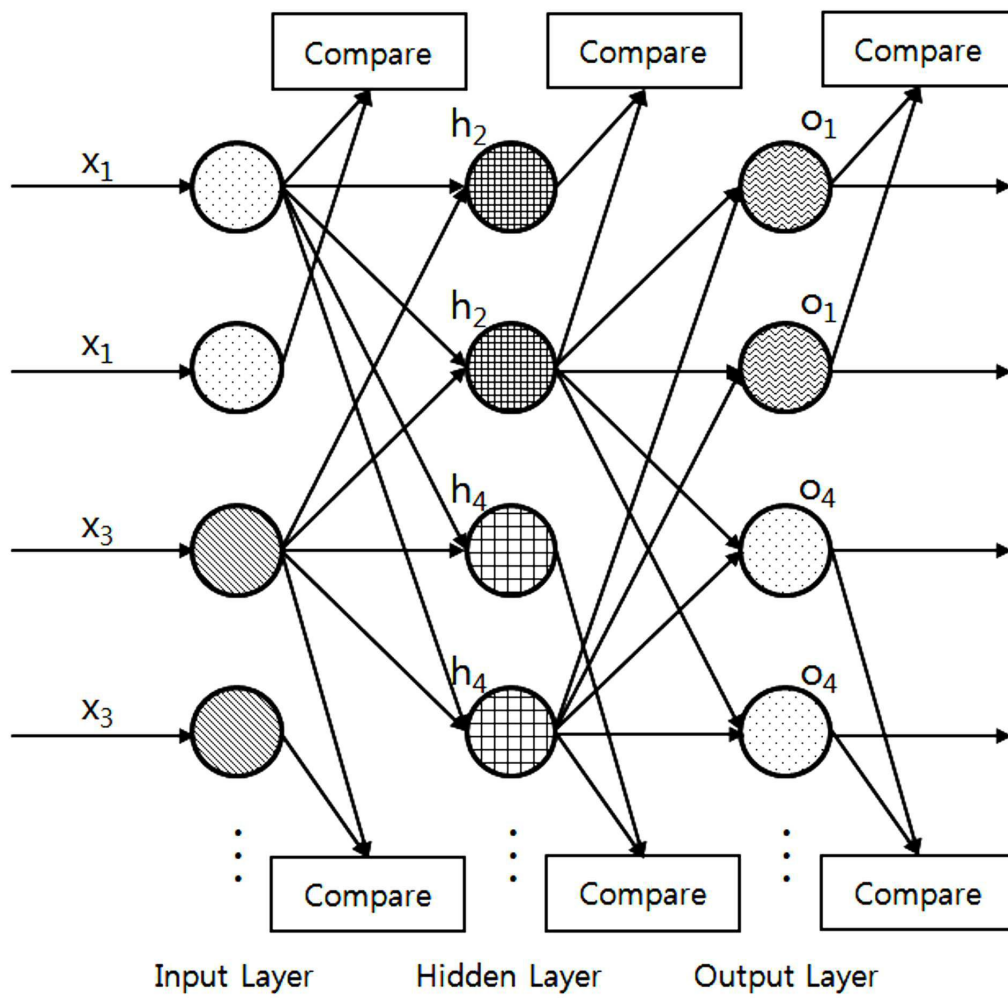 Compare Compare Compare
x1 h2 o1
x1 h2 o1
x3 h4 o4
x3 h4 o4
Compare Compare Compare
Input Layer Hidden Layer Output Layer